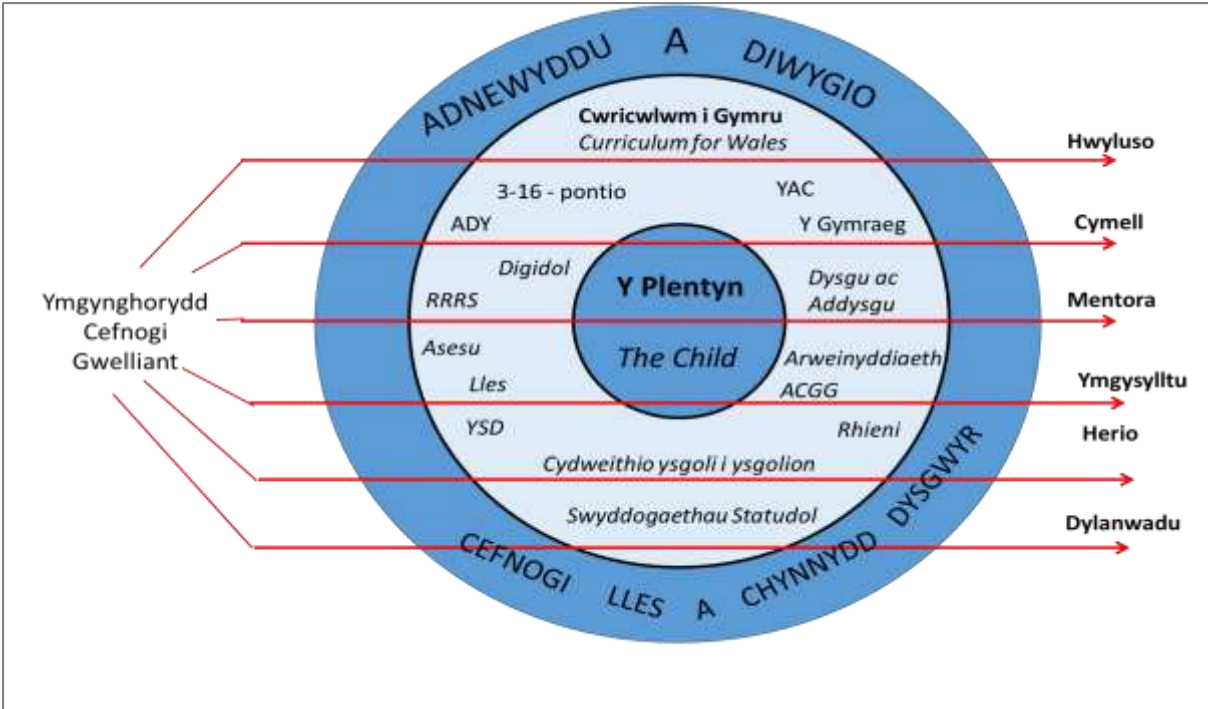 ADNEWYDDU A DIWYGIO
Cwricwlwm i Gymru
Curriculum for Wales
Hwyluso
3-16 - pontio
YAC
ADY
Y Gymraeg
Cymell
Digidol
Y Plentyn
Dysgu ac
Addysgu
RRRS
Mentora
Ymgynghorydd
Cefnogi
Gwelliant
The Child
Asesu
Arweinyddiaeth
Lles
ACGG
Ymgysylltu
YSD
Rhieni
Herio
Cydweithio ysgoli i ysgolion
Swyddogaethau Statudol
Dylanwadu
CEFNOGI LLES A CHYNNYDD DYSGWYR